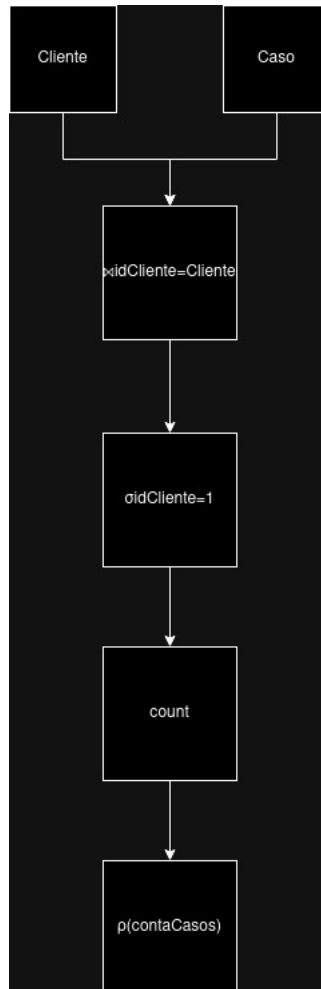 Cliente
Caso
⋈idCliente=Cliente
σidCliente=1
count
ρ(contaCasos)